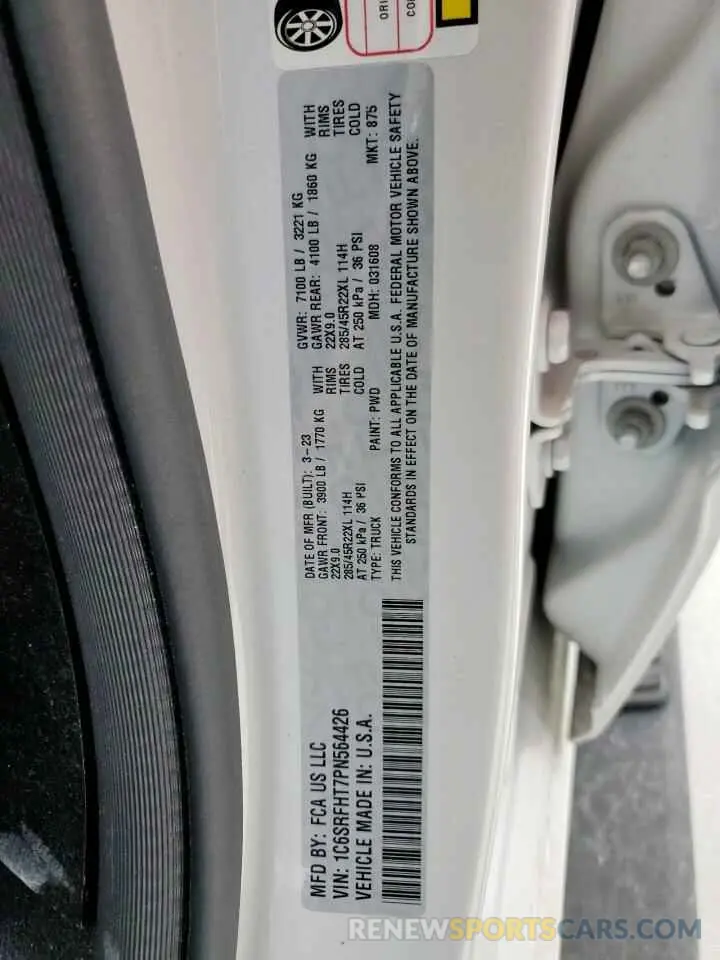 ORI
CO
MFD BY: FCA US LLC
VIN: 1C6SRFHT7PN564426
VEHICLE MADE IN: U.S.A.
DATE OF MFR (BUILT): 3-23
GAWR FRONT: 3900 LB / 1770 KG WITH
22X9.0 RIMS
285/45R22XL 114H TIRES
AT 250 kPa / 36 PSI COLD
TYPE: TRUCK PAINT: PWD
GVWR: 7100 LB / 3221 KG
GAWR REAR: 4100 LB / 1860 KG WITH
22X9.0 RIMS
285/45R22XL 114H TIRES
AT 250 kPa / 36 PSI COLD
MDH: 031608 MKT: 875
THIS VEHICLE CONFORMS TO ALL APPLICABLE U.S.A. FEDERAL MOTOR VEHICLE SAFETY
STANDARDS IN EFFECT ON THE DATE OF MANUFACTURE SHOWN ABOVE.
RENEWSPORTSCARS.COM